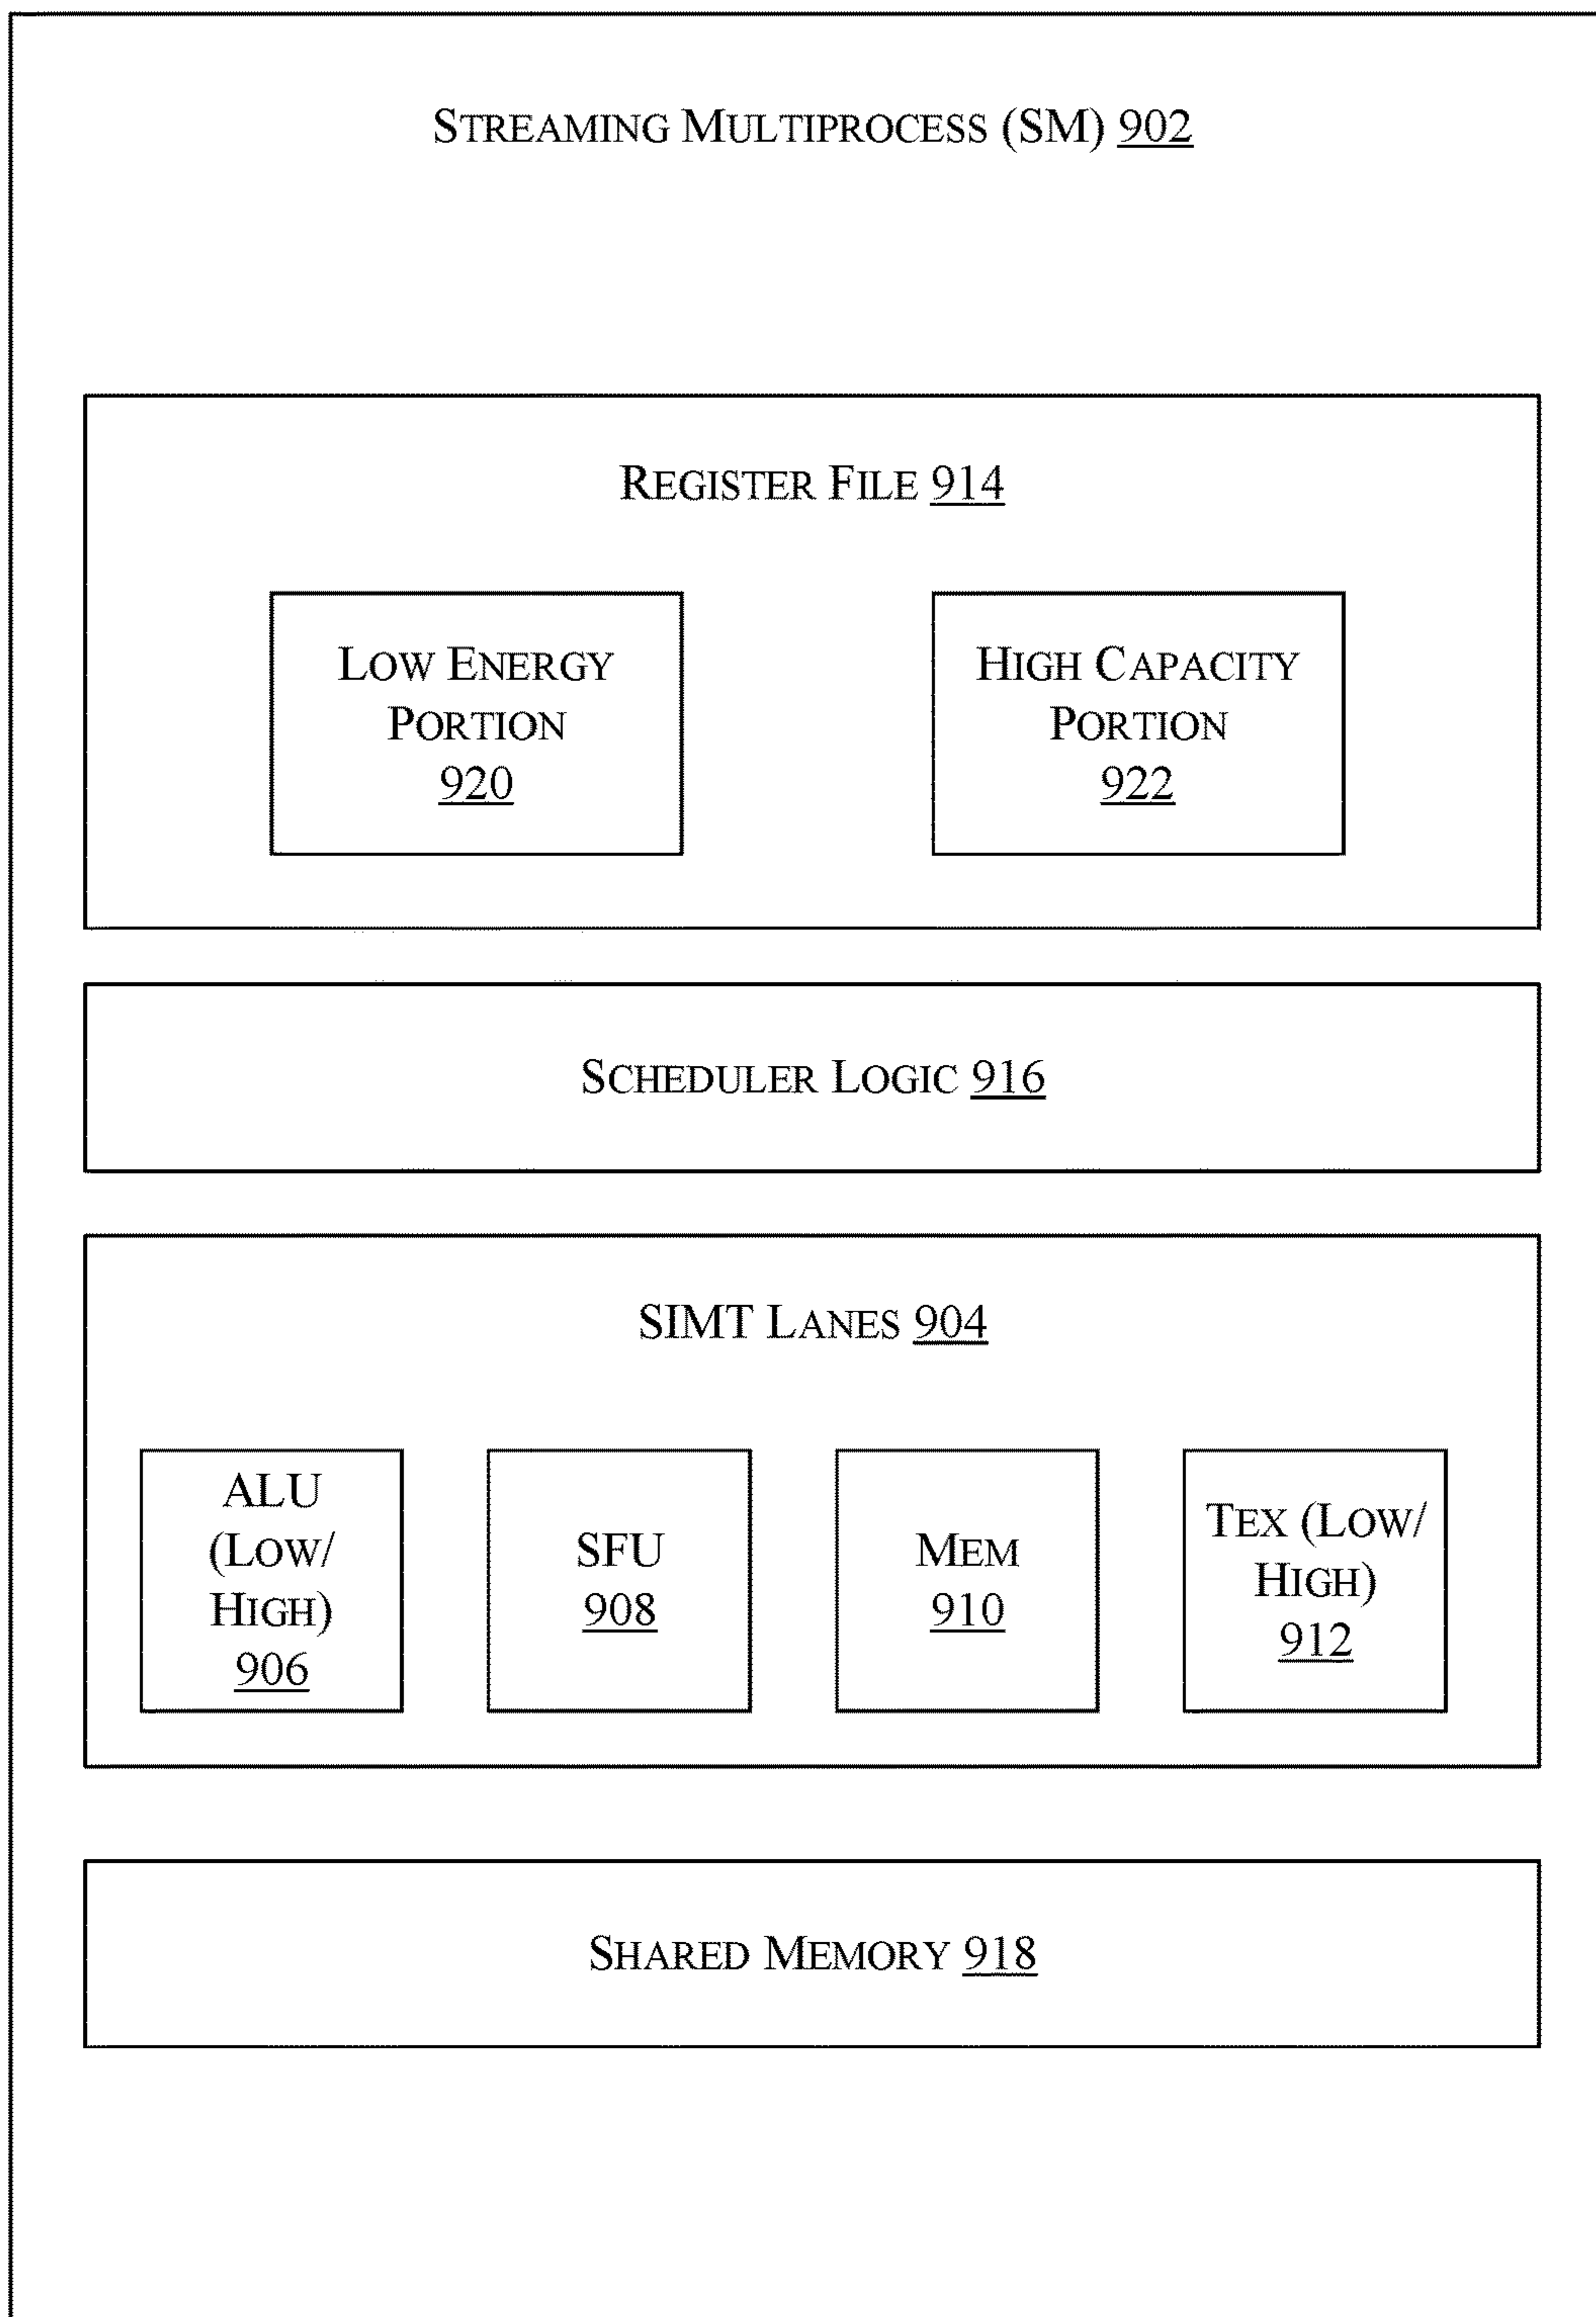 STREAMING MULTIPROCESS (SM) 902
REGISTER FILE 914
LOW ENERGY
PORTION
920
HIGH CAPACITY
PORTION
922
SCHEDULER LOGIC 916
SIMT LANES 904
ALU
(LOW/
HIGH)
906
SFU
908
MEM
910
TEX (LOW/
HIGH)
912
SHARED MEMORY 918